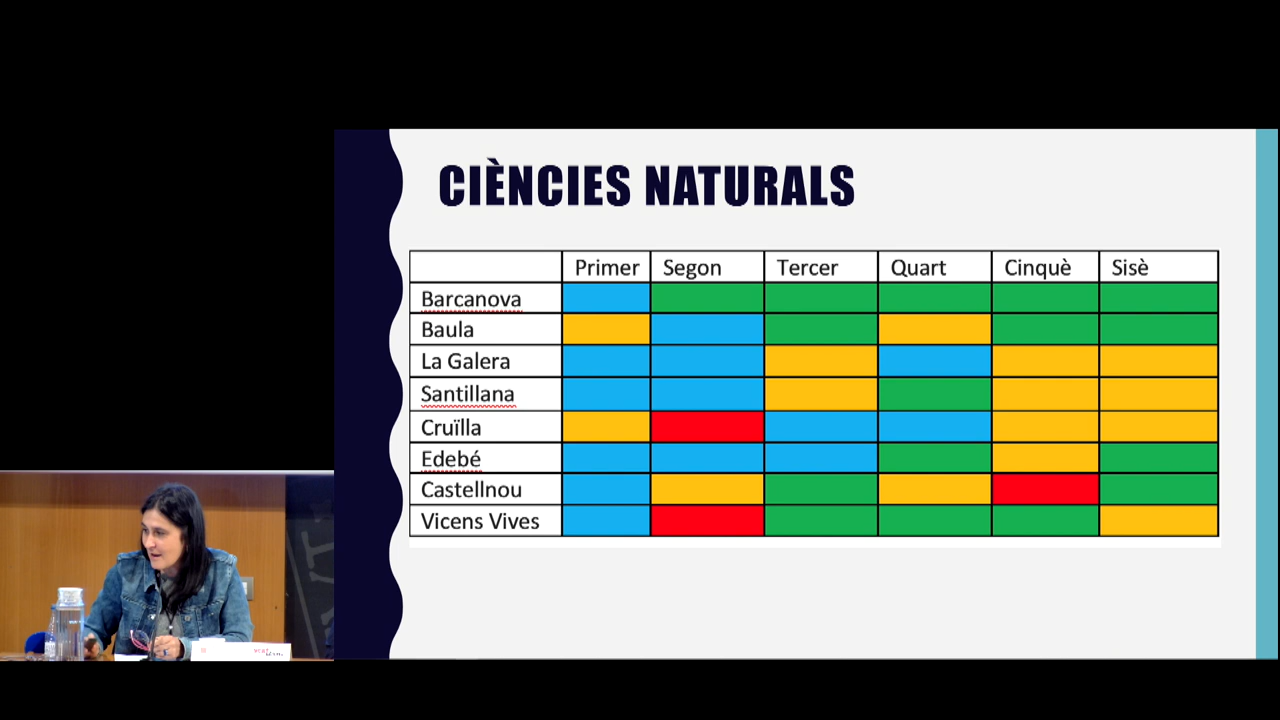 CIÈNCIES NATURALS
Primer Segon Tercer Quart Cinquè Sisè
Barcanova
Baula
La Galera
Santillana
Cruïlla
Edebé
Castellnou
Vicens Vives